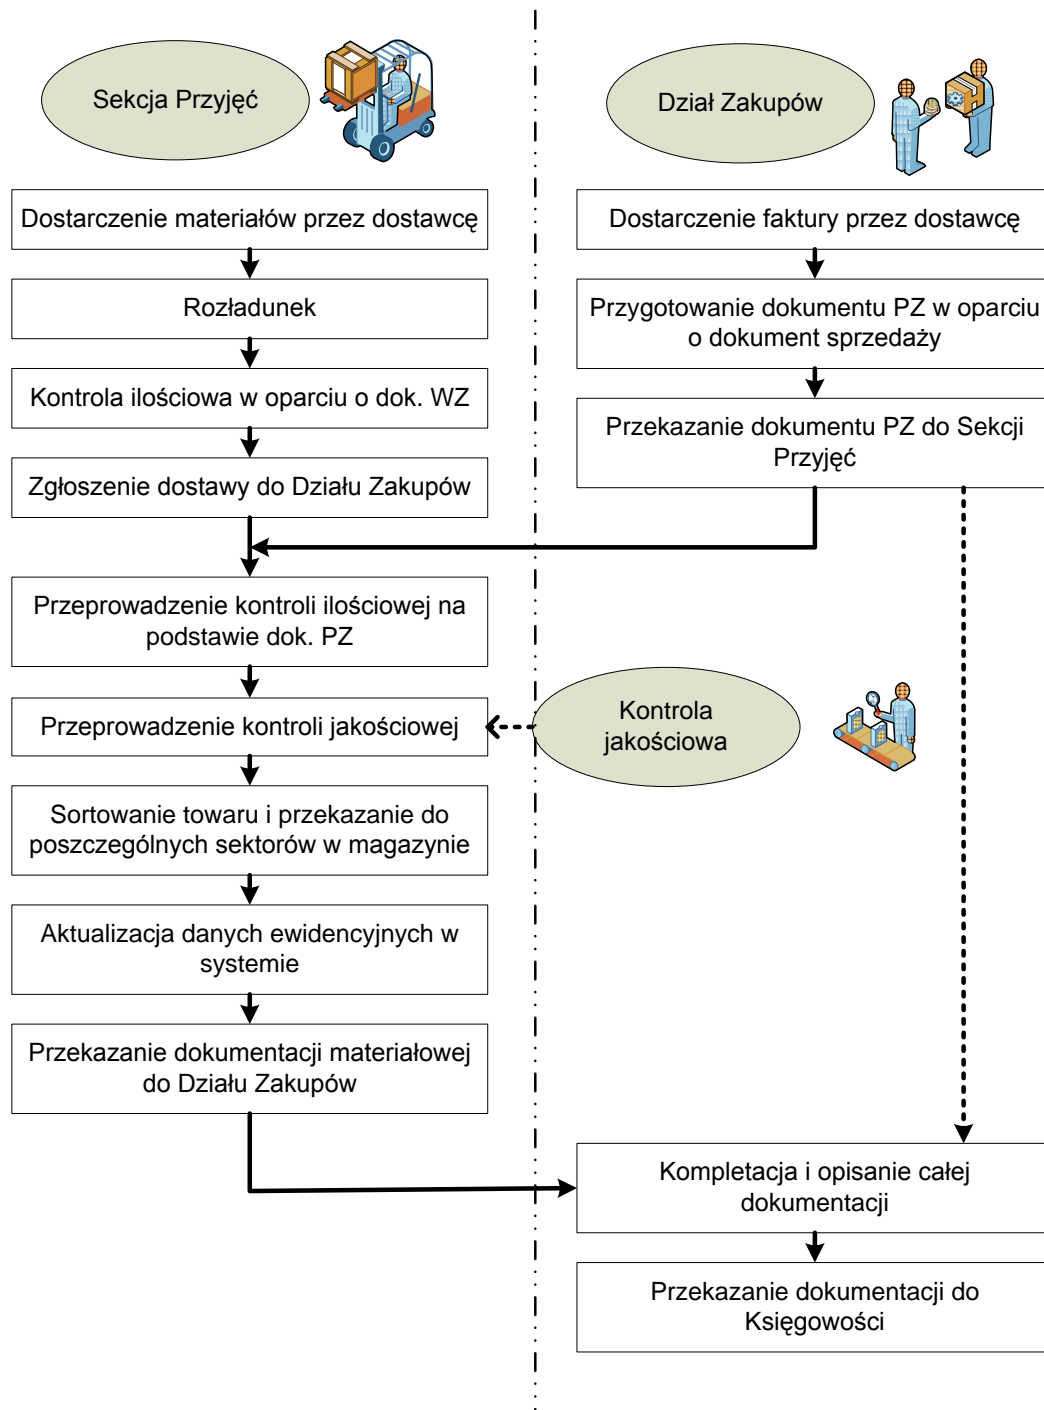 Sekcja Przyjęć
Dział Zakupów
Dostarczenie materiałów przez dostawcę
Rozładunek
Kontrola ilościowa w oparciu o dok. WZ
Zgłoszenie dostawy do Działu Zakupów
Dostarczenie faktury przez dostawcę
Przygotowanie dokumentu PZ w oparciu
o dokument sprzedaży
Przekazanie dokumentu PZ do Sekcji
Przyjęć
Przeprowadzenie kontroli ilościowej na
podstawie dok. PZ
Przeprowadzenie kontroli jakościowej
Kontrola
jakościowa
Sortowanie towaru i przekazanie do
poszczególnych sektorów w magazynie
Aktualizacja danych ewidencyjnych w
systemie
Przekazanie dokumentacji materiałowej
do Działu Zakupów
Kompletacja i opisanie całej
dokumentacji
Przekazanie dokumentacji do
Księgowości